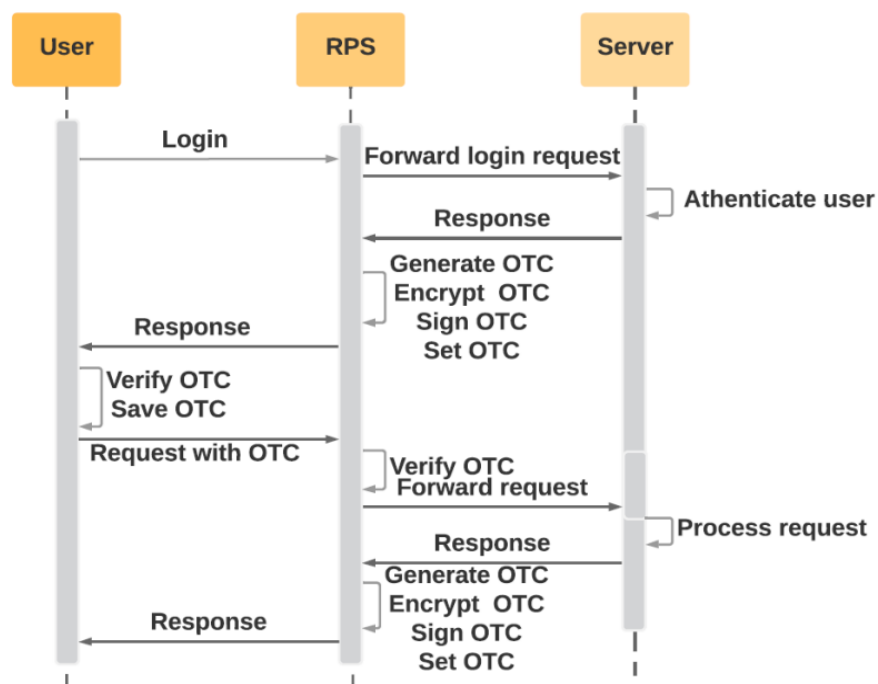 User
RPS
Server
Login
Forward login request
Athenticate user
Response
Generate OTC
Encrypt OTC
Sign OTC
Set OTC
Response
Verify OTC
Save OTC
Request with OTC
Verify OTC
Forward request
Process request
Response
Generate OTC
Encrypt OTC
Sign OTC
Set OTC
Response